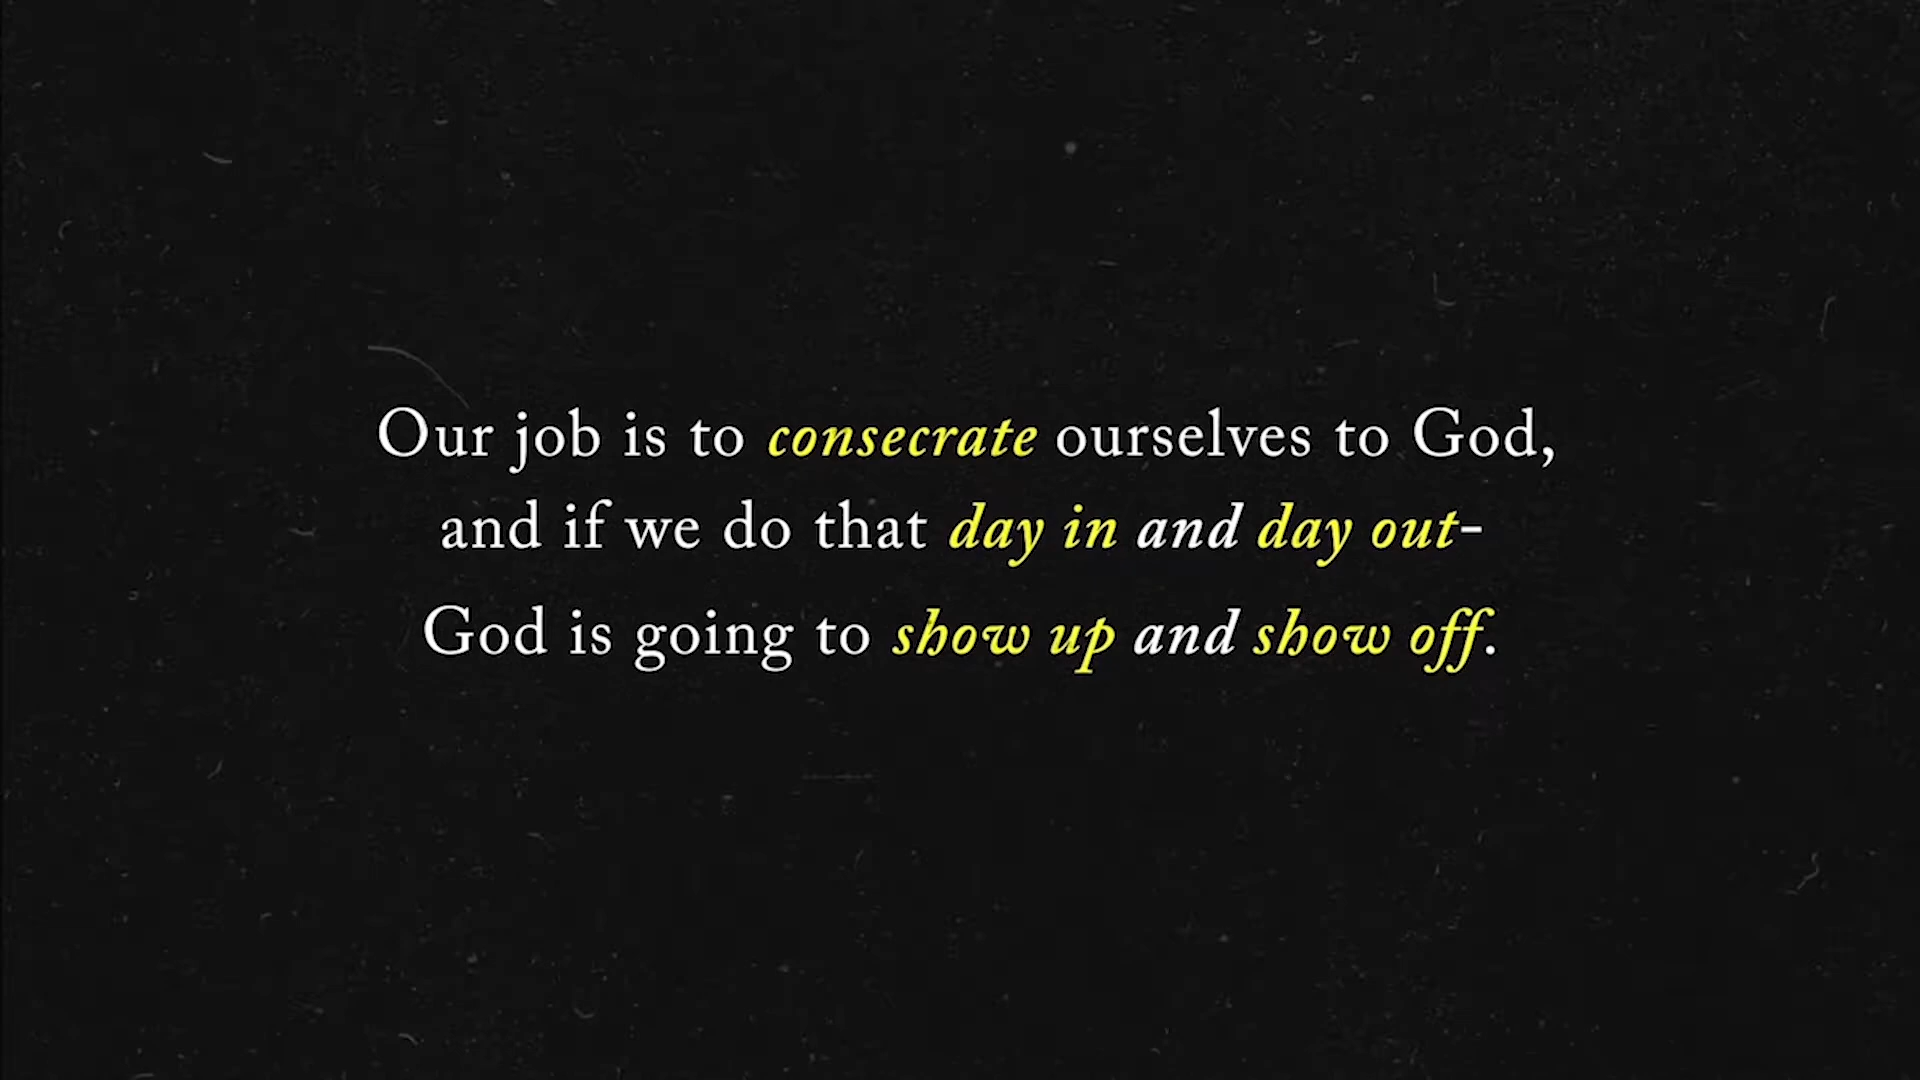 Our job is to consecrate ourselves to God,
and if we do that day in and day out-
God is going to show up and show off.